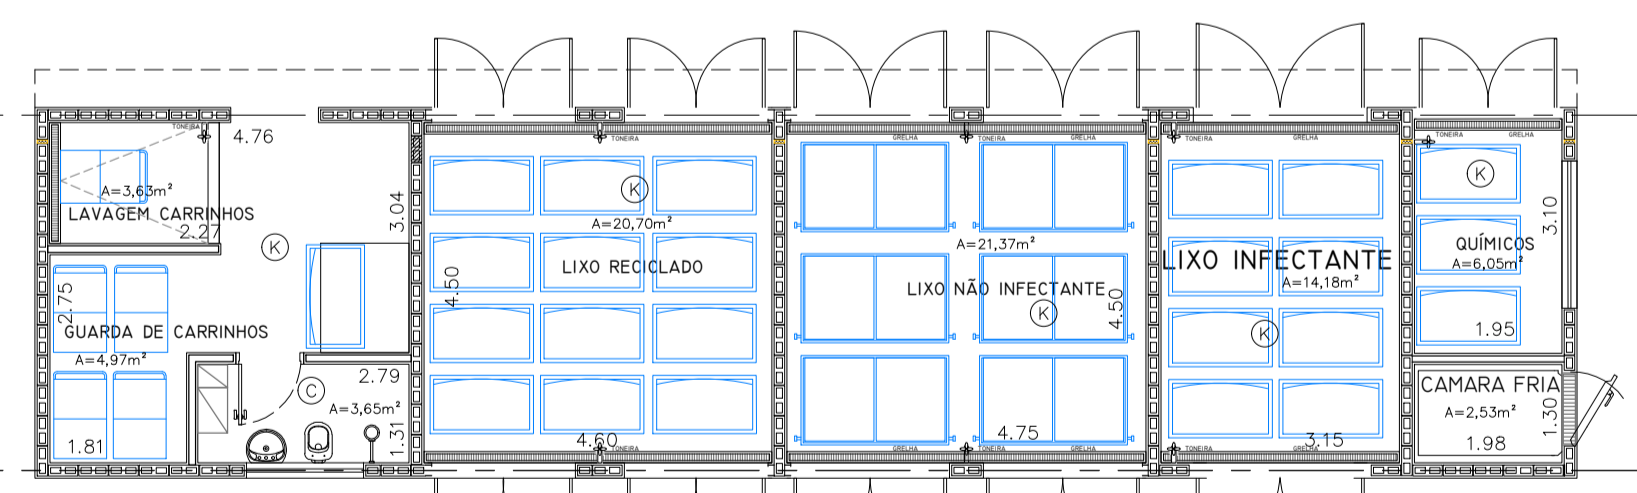 TONEIRA
4.76
A=3,63m²
LAVAGEM CARRINHOS
2.27
K
3.04
2.75
GUARDA DE CARRINHOS
A=4,97m²
1.81
C
2.79
A=3,65m²
1.31
TONEIRA
K
A=20,70m²
LIXO RECICLADO
4.50
4.60
TONEIRA
GRELHA
TONEIRA
GRELHA
A=21,37m²
LIXO NÃO INFECTANTE
K
4.50
4.75
GRELHA
TONEIRA
GRELHA
TONEIRA
GRELHA
LIXO INFECTANTE
A=14,18m²
K
3.15
TONEIRA
GRELHA
TONEIRA
GRELHA
K
3.10
QUÍMICOS
A=6,05m²
1.95
CAMARA FRIA
A=2,53m²
1.30
1.98